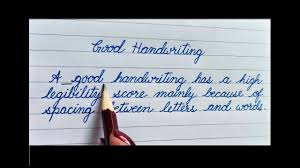 Good Handwriting
A good handwriting has a high
legibility score mainly because of
spacing between letters and words.